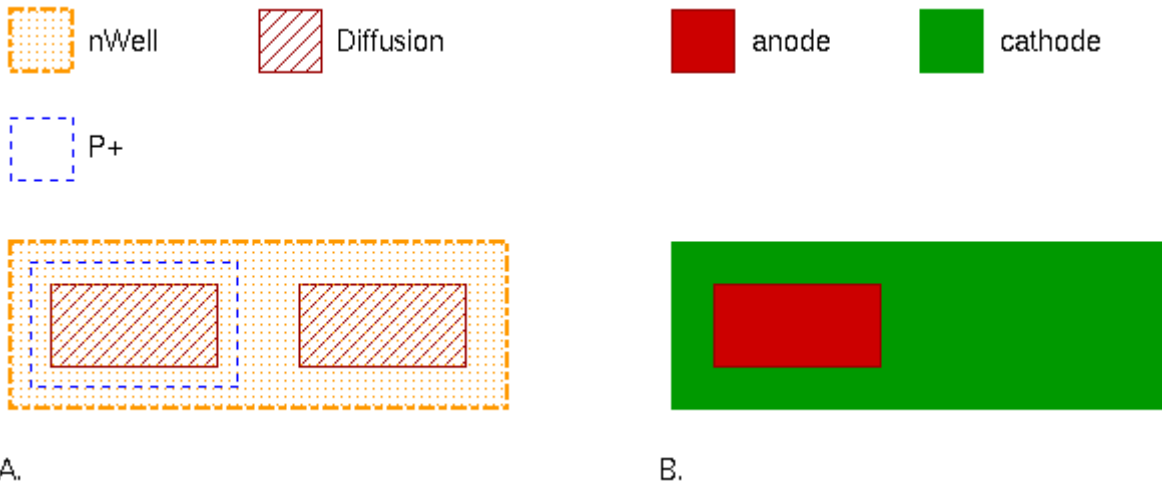 nWell
Diffusion
anode
cathode
P+
A.
B.